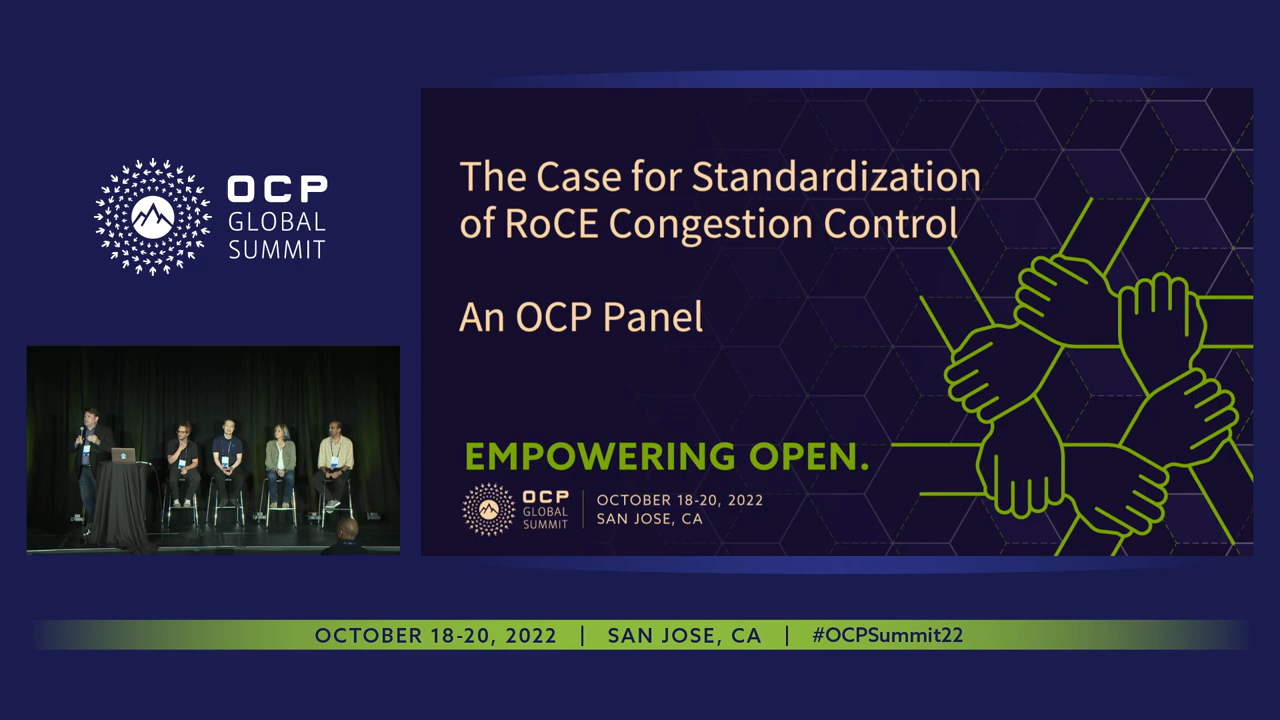 OCP
GLOBAL
SUMMIT
The Case for Standardization
of RoCE Congestion Control
An OCP Panel
EMPOWERING OPEN.
OCP
GLOBAL
SUMMIT
OCTOBER 18-20, 2022
SAN JOSE, CA
OCTOBER 18-20, 2022 | SAN JOSE, CA | #OCPSummit22